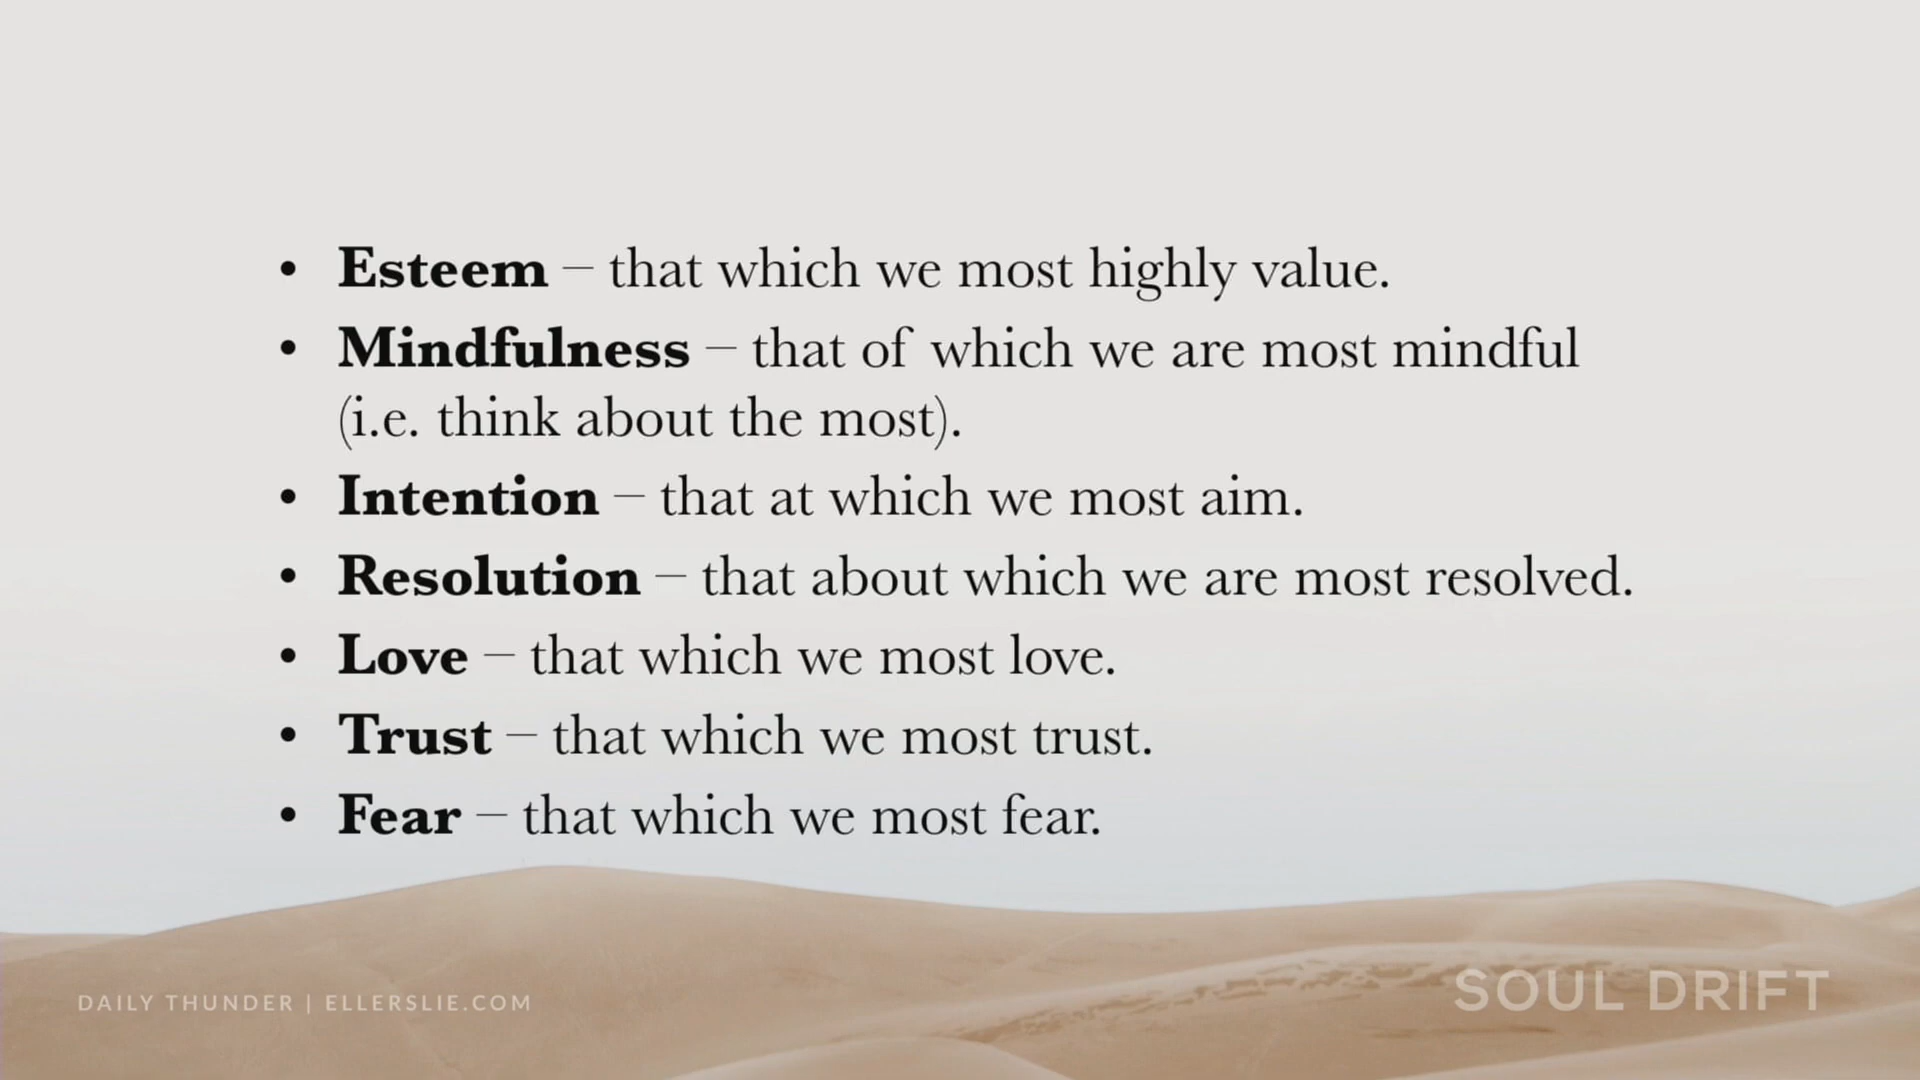 • Esteem – that which we most highly value.
• Mindfulness – that of which we are most mindful
(i.e. think about the most).
• Intention – that at which we most aim.
• Resolution – that about which we are most resolved.
• Love – that which we most love.
• Trust – that which we most trust.
• Fear – that which we most fear.
DAILY THUNDER | ELLERSLIE.COM
SOUL DRIFT